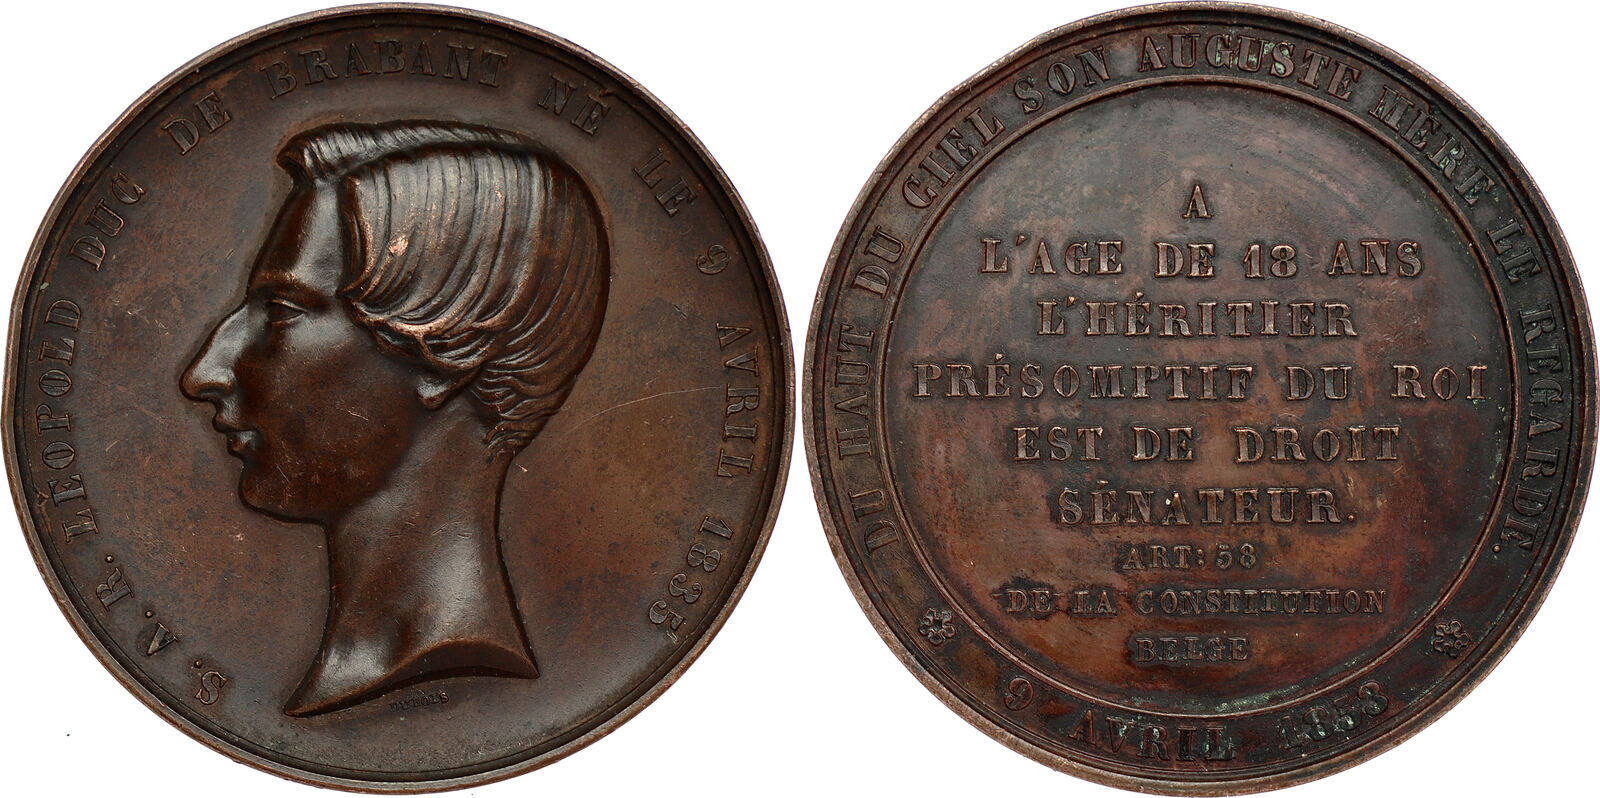 S. A. R. LÉOPOLD DUC DE BRABANT NÉ LE 9 AVRIL 1835
DUBOIS
DU HAUT DU CIEL SON AUGUSTE MÈRE LE REGARDE.
A
L'AGE DE 18 ANS
L'HÉRITIER
PRÉSOMPTIF DU ROI
EST DE DROIT
SÉNATEUR.
ART: 58
DE LA CONSTITUTION
BELGE
9 AVRIL 1853